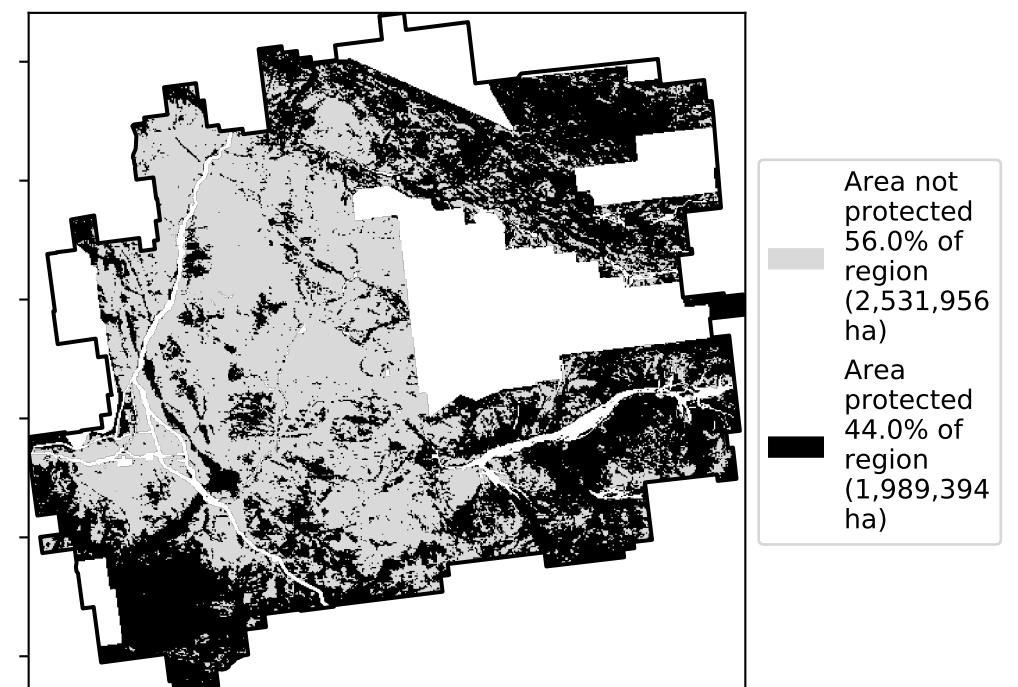 Area not
protected
56.0% of
region
(2,531,956
ha)
Area
protected
44.0% of
region
(1,989,394
ha)